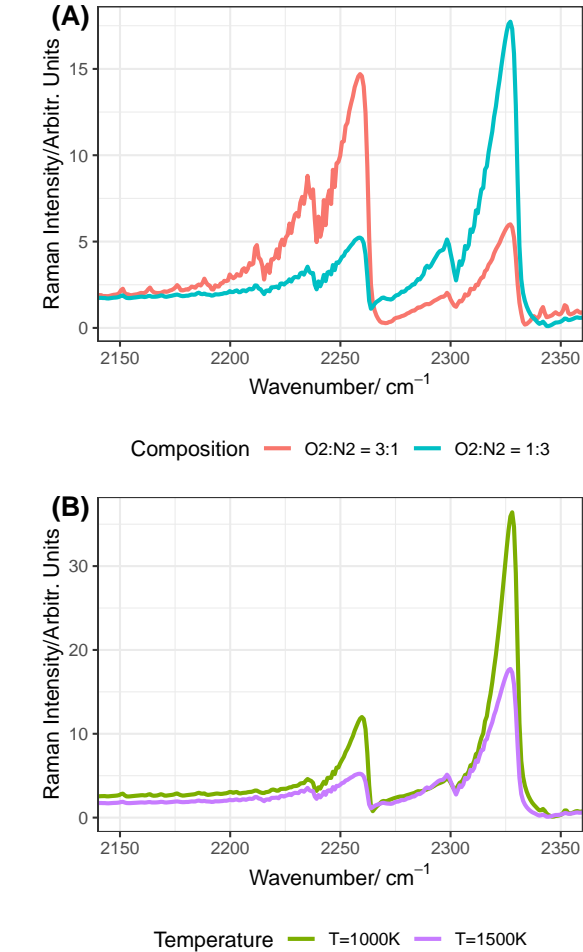 (A)
Raman Intensity/Arbitr. Units
15
10
5
0
2150 2200 2250 2300 2350
Wavenumber/ cm⁻¹
Composition O2:N2 = 3:1 O2:N2 = 1:3
(B)
Raman Intensity/Arbitr. Units
30
20
10
0
2150 2200 2250 2300 2350
Wavenumber/ cm⁻¹
Temperature T=1000K T=1500K